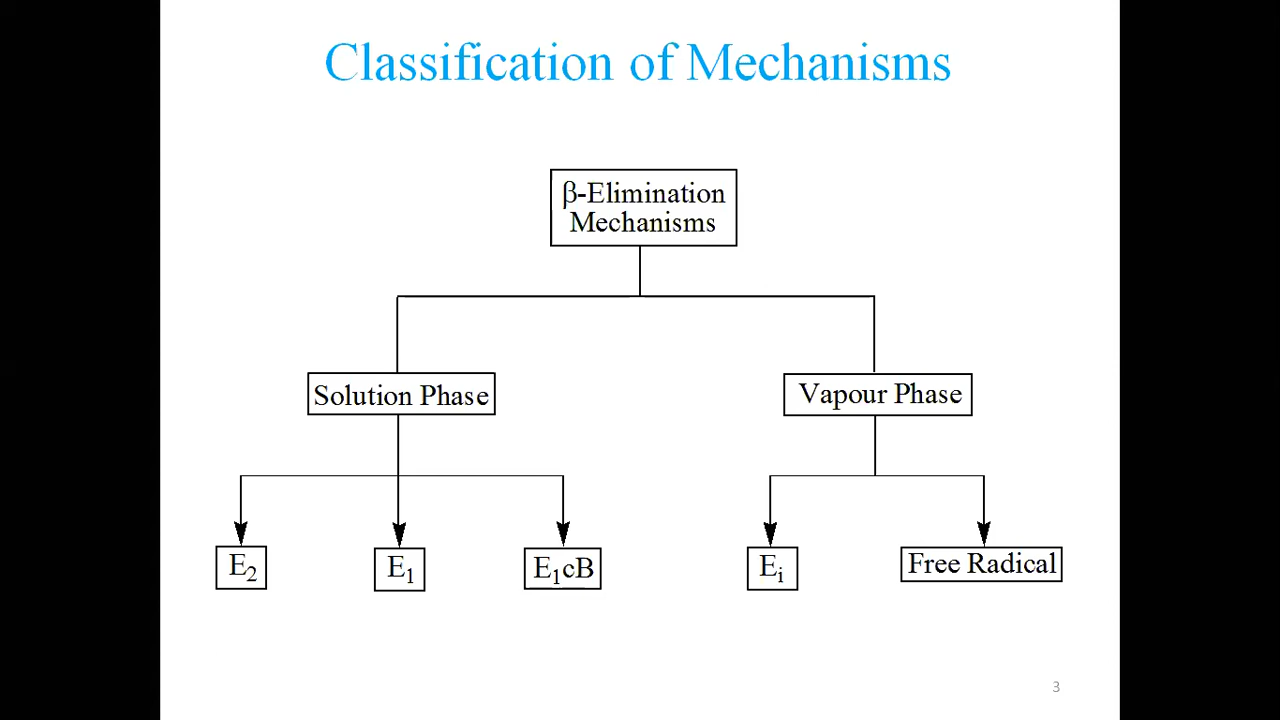 Classification of Mechanisms
β-Elimination
Mechanisms
Solution Phase
Vapour Phase
E₂
E₁
E₁cB
Eᵢ
Free Radical
3